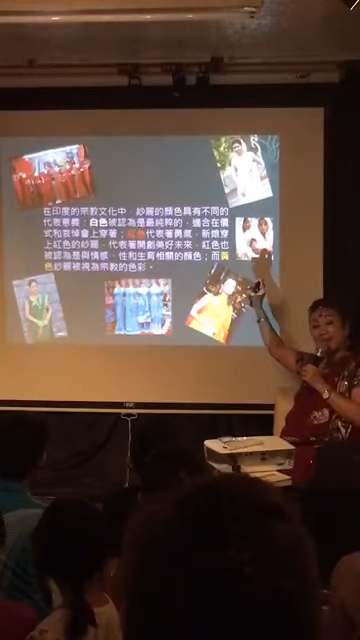 在印度的宗教文化中，紗麗的顏色具有不同的
代表意義：白色被認為是最純粹的，適合在儀
式和哀悼會上穿著；紅色代表著勇氣，新娘穿
上紅色的紗麗，代表著開創美好未來，紅色也
被認為是與情感、性和生育相關的顏色；而黃
色紗麗被視為宗教的色彩。